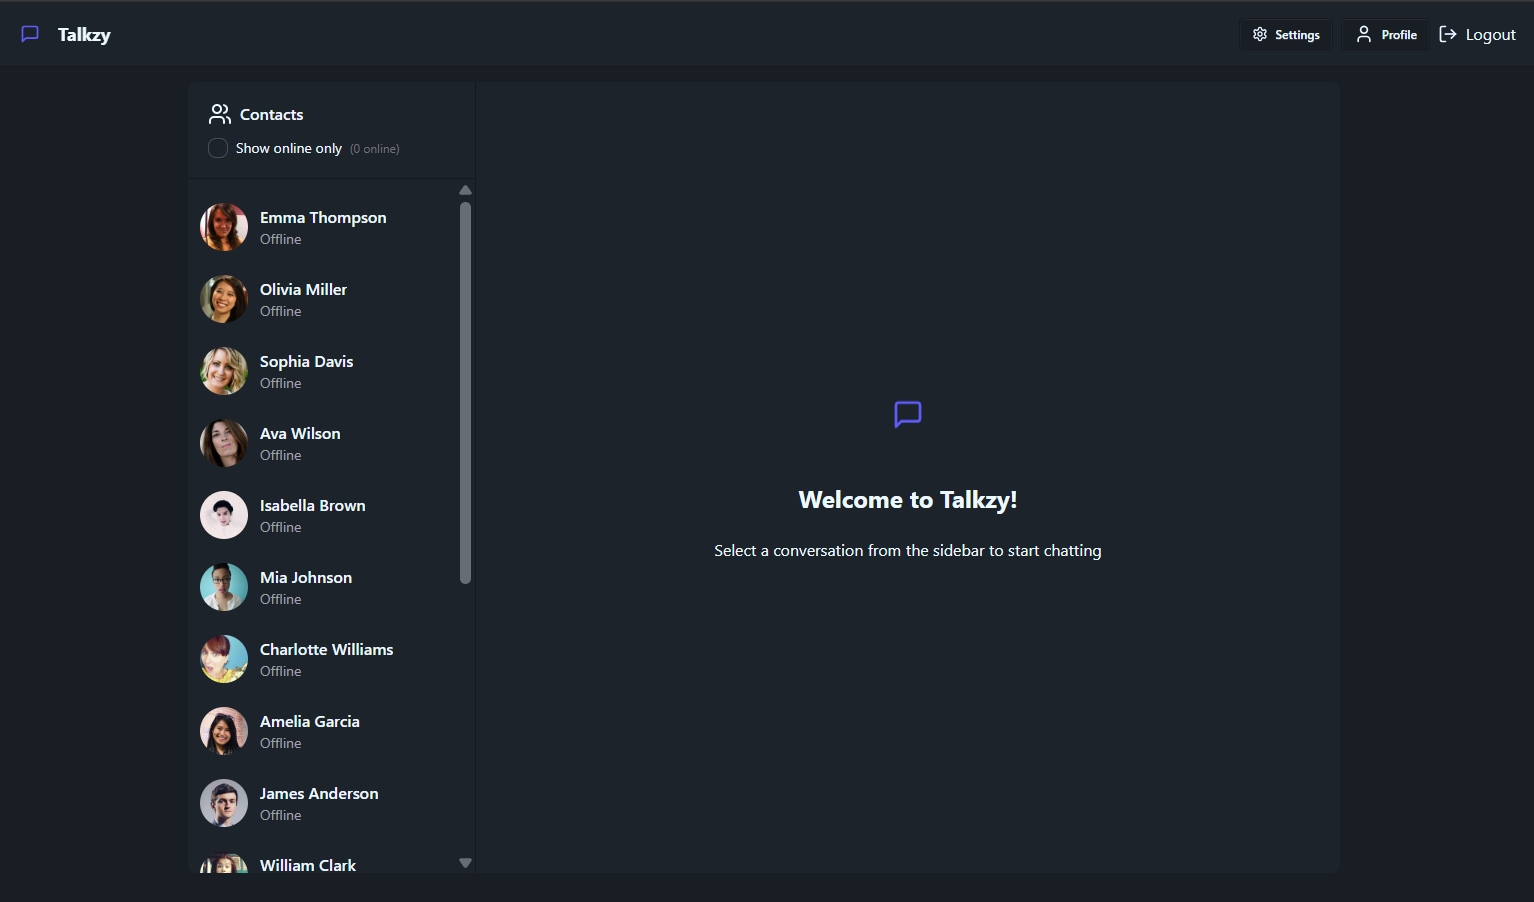 Talkzy
Settings
Profile
Logout
Contacts
Show online only (0 online)
Emma Thompson
Offline
Olivia Miller
Offline
Sophia Davis
Offline
Ava Wilson
Offline
Isabella Brown
Offline
Mia Johnson
Offline
Charlotte Williams
Offline
Amelia Garcia
Offline
James Anderson
Offline
William Clark
Welcome to Talkzy!
Select a conversation from the sidebar to start chatting